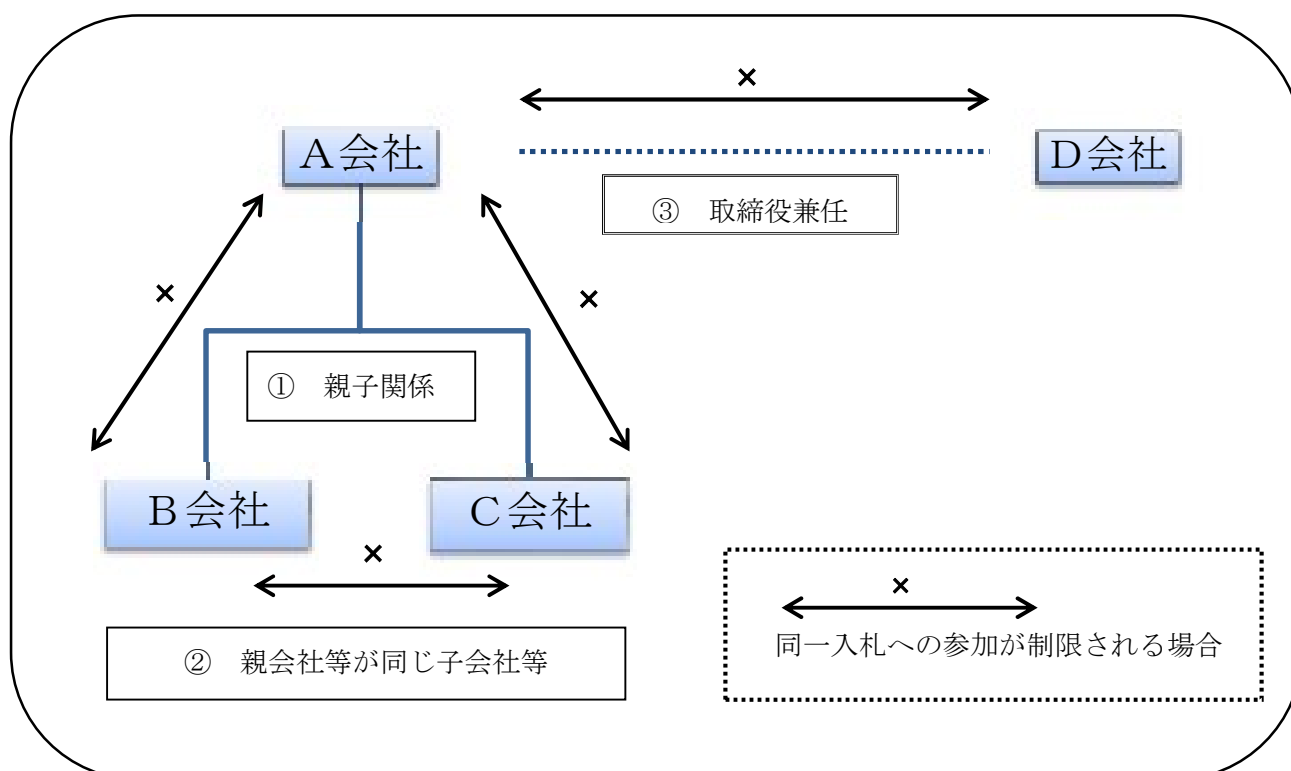 ×
A会社
D会社
③ 取締役兼任
×
×
① 親子関係
B会社
C会社
×
② 親会社等が同じ子会社等
×
同一入札への参加が制限される場合